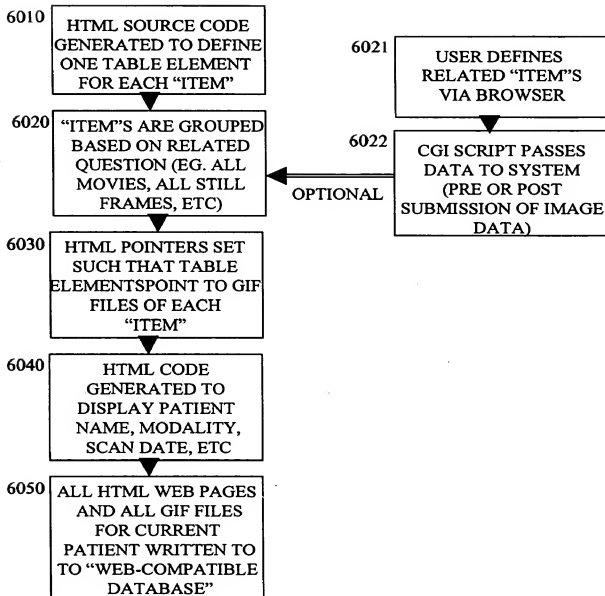 6010
HTML SOURCE CODE
GENERATED TO DEFINE
ONE TABLE ELEMENT
FOR EACH “ITEM”
6020
“ITEM”S ARE GROUPED
BASED ON RELATED
QUESTION (EG. ALL
MOVIES, ALL STILL
FRAMES, ETC)
6021
USER DEFINES
RELATED “ITEM”S
VIA BROWSER
6022
CGI SCRIPT PASSES
DATA TO SYSTEM
(PRE OR POST
SUBMISSION OF IMAGE
DATA)
OPTIONAL
6030
HTML POINTERS SET
SUCH THAT TABLE
ELEMENTSPOINT TO GIF
FILES OF EACH
“ITEM”
6040
HTML CODE
GENERATED TO
DISPLAY PATIENT
NAME, MODALITY,
SCAN DATE, ETC
6050
ALL HTML WEB PAGES
AND ALL GIF FILES
FOR CURRENT
PATIENT WRITTEN TO
TO “WEB-COMPATIBLE
DATABASE”